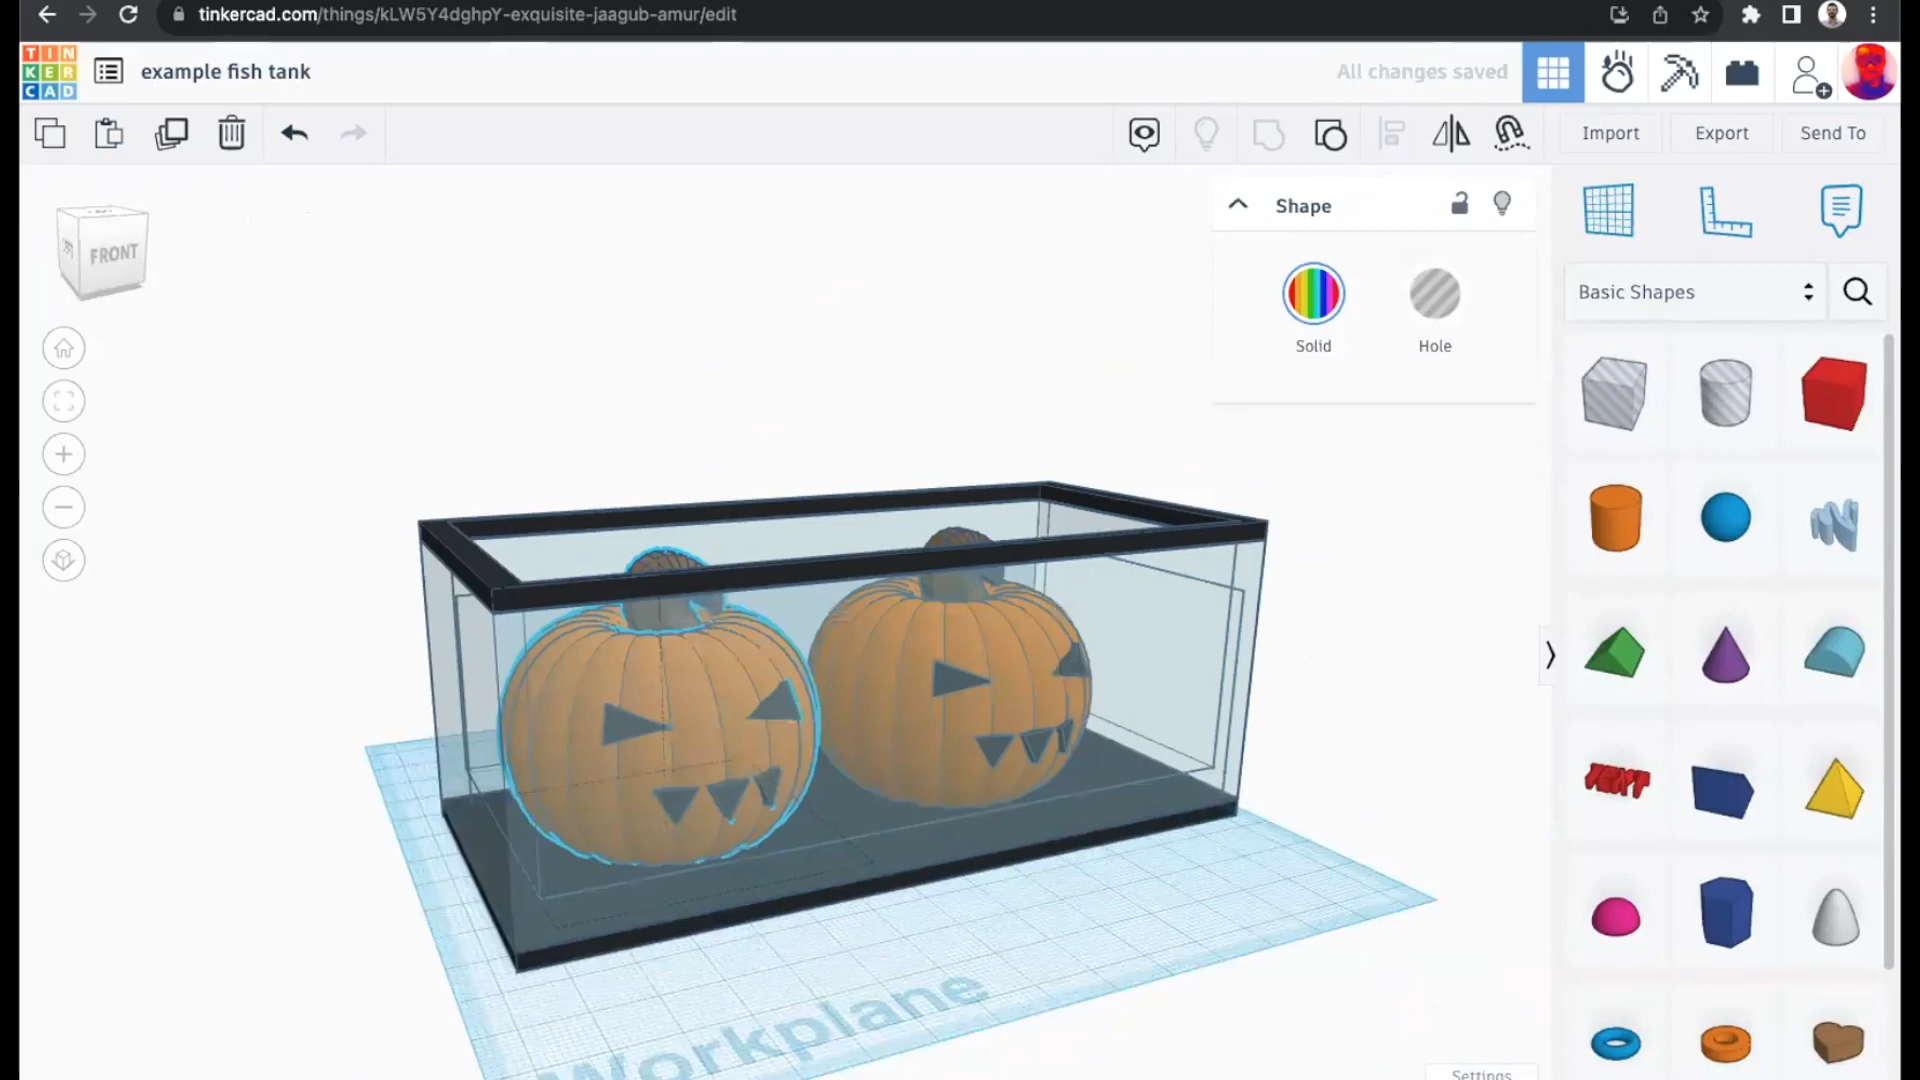 tinkercad.com/things/kLW5Y4dghpY-exquisite-jaagub-amur/edit
TIN
KER
CAD
example fish tank
All changes saved
Import
Export
Send To
FRONT
Shape
Solid
Hole
Basic Shapes
TEXT
Workplane
Settings